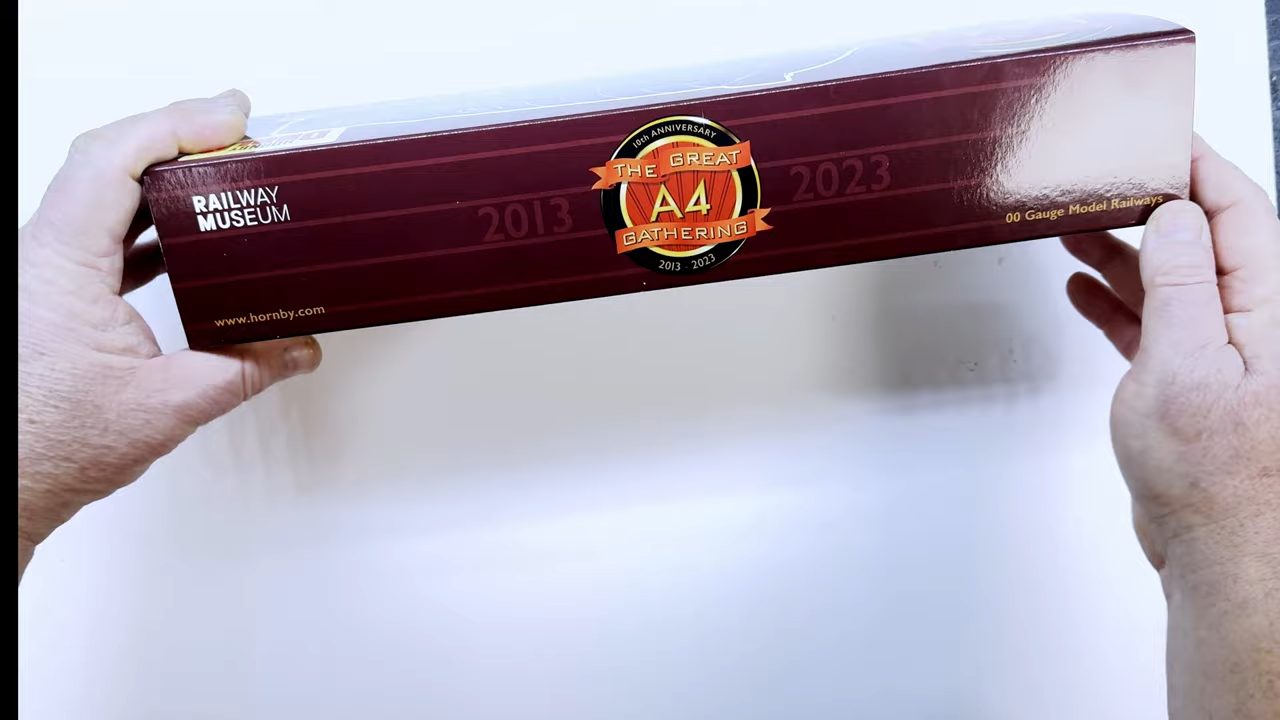 RAILWAY
MUSEUM
2013
10th ANNIVERSARY
THE GREAT
A4
GATHERING
2013 - 2023
2023
00 Gauge Model Railways
www.hornby.com